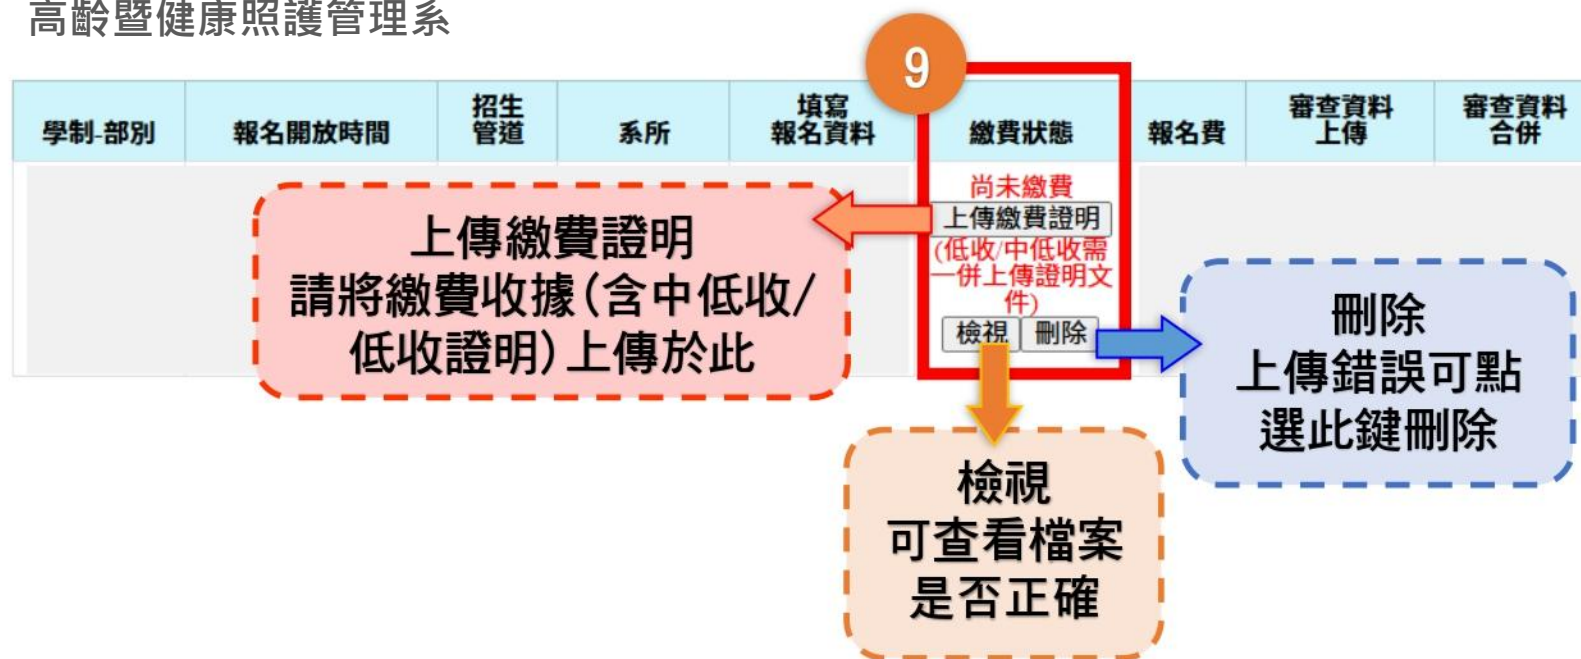 高齡暨健康照護管理系
9
學制-部別
報名開放時間
招生
管道
系所
填寫
報名資料
繳費狀態
報名費
審查資料
上傳
審查資料
合併
尚未繳費
上傳繳費證明
(低收/中低收需
一併上傳證明文
件)
檢視
刪除
上傳繳費證明
請將繳費收據(含中低收/
低收證明)上傳於此
刪除
上傳錯誤可點
選此鍵刪除
檢視
可查看檔案
是否正確